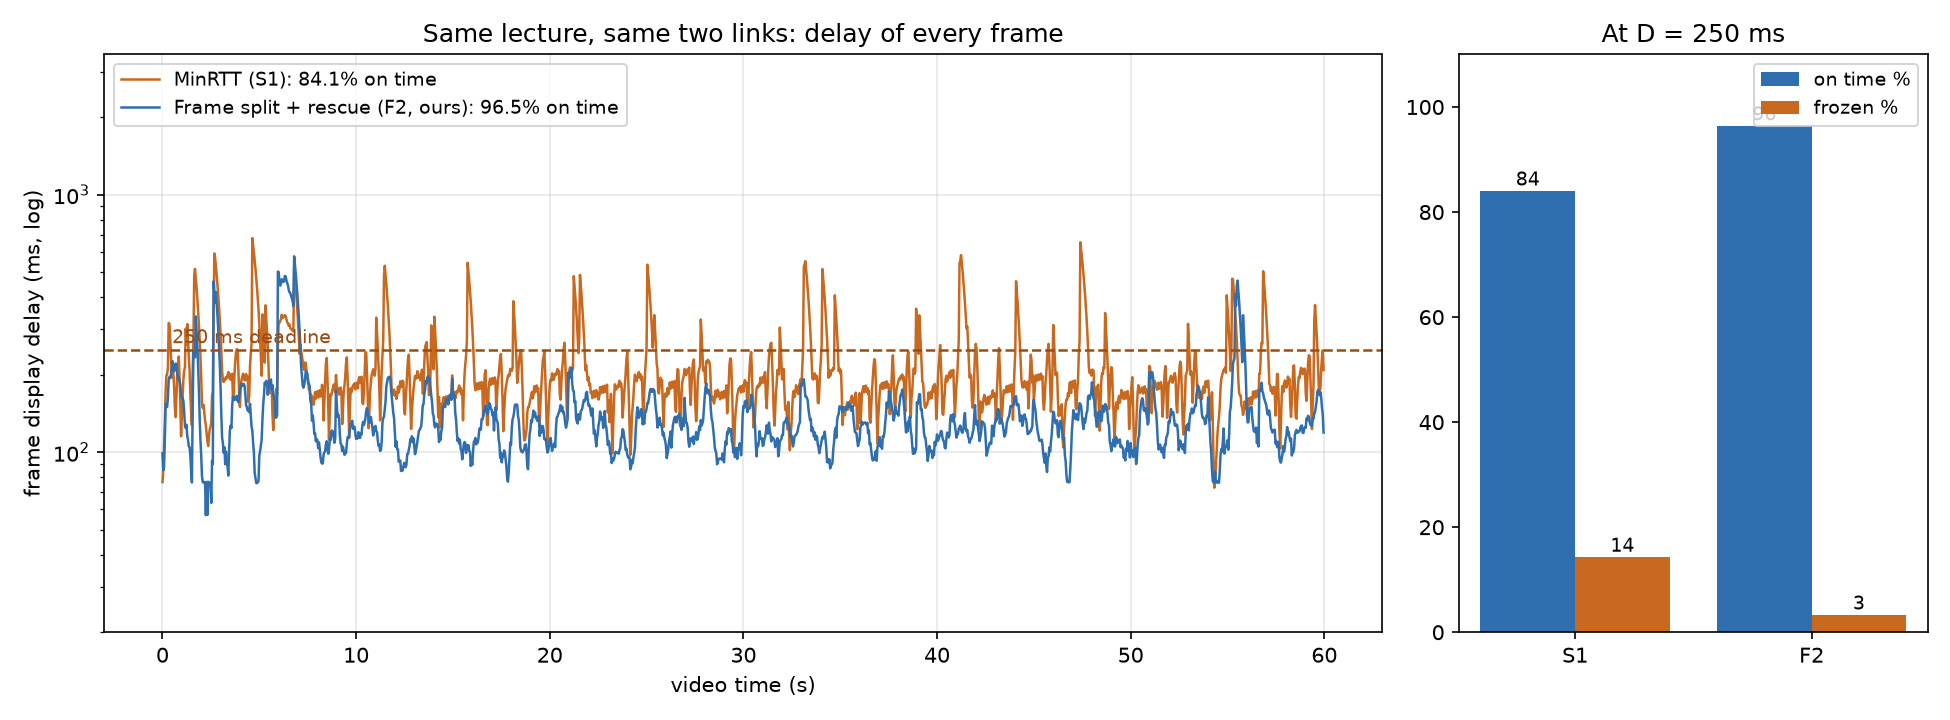 Same lecture, same two links: delay of every frame
MinRTT (S1): 84.1% on time
Frame split + rescue (F2, ours): 96.5% on time
250 ms deadline
frame display delay (ms, log)
10³
10²
0 10 20 30 40 50 60
video time (s)
At D = 250 ms
on time %
frozen %
100
80
60
40
20
0
84
14
96
3
S1 F2